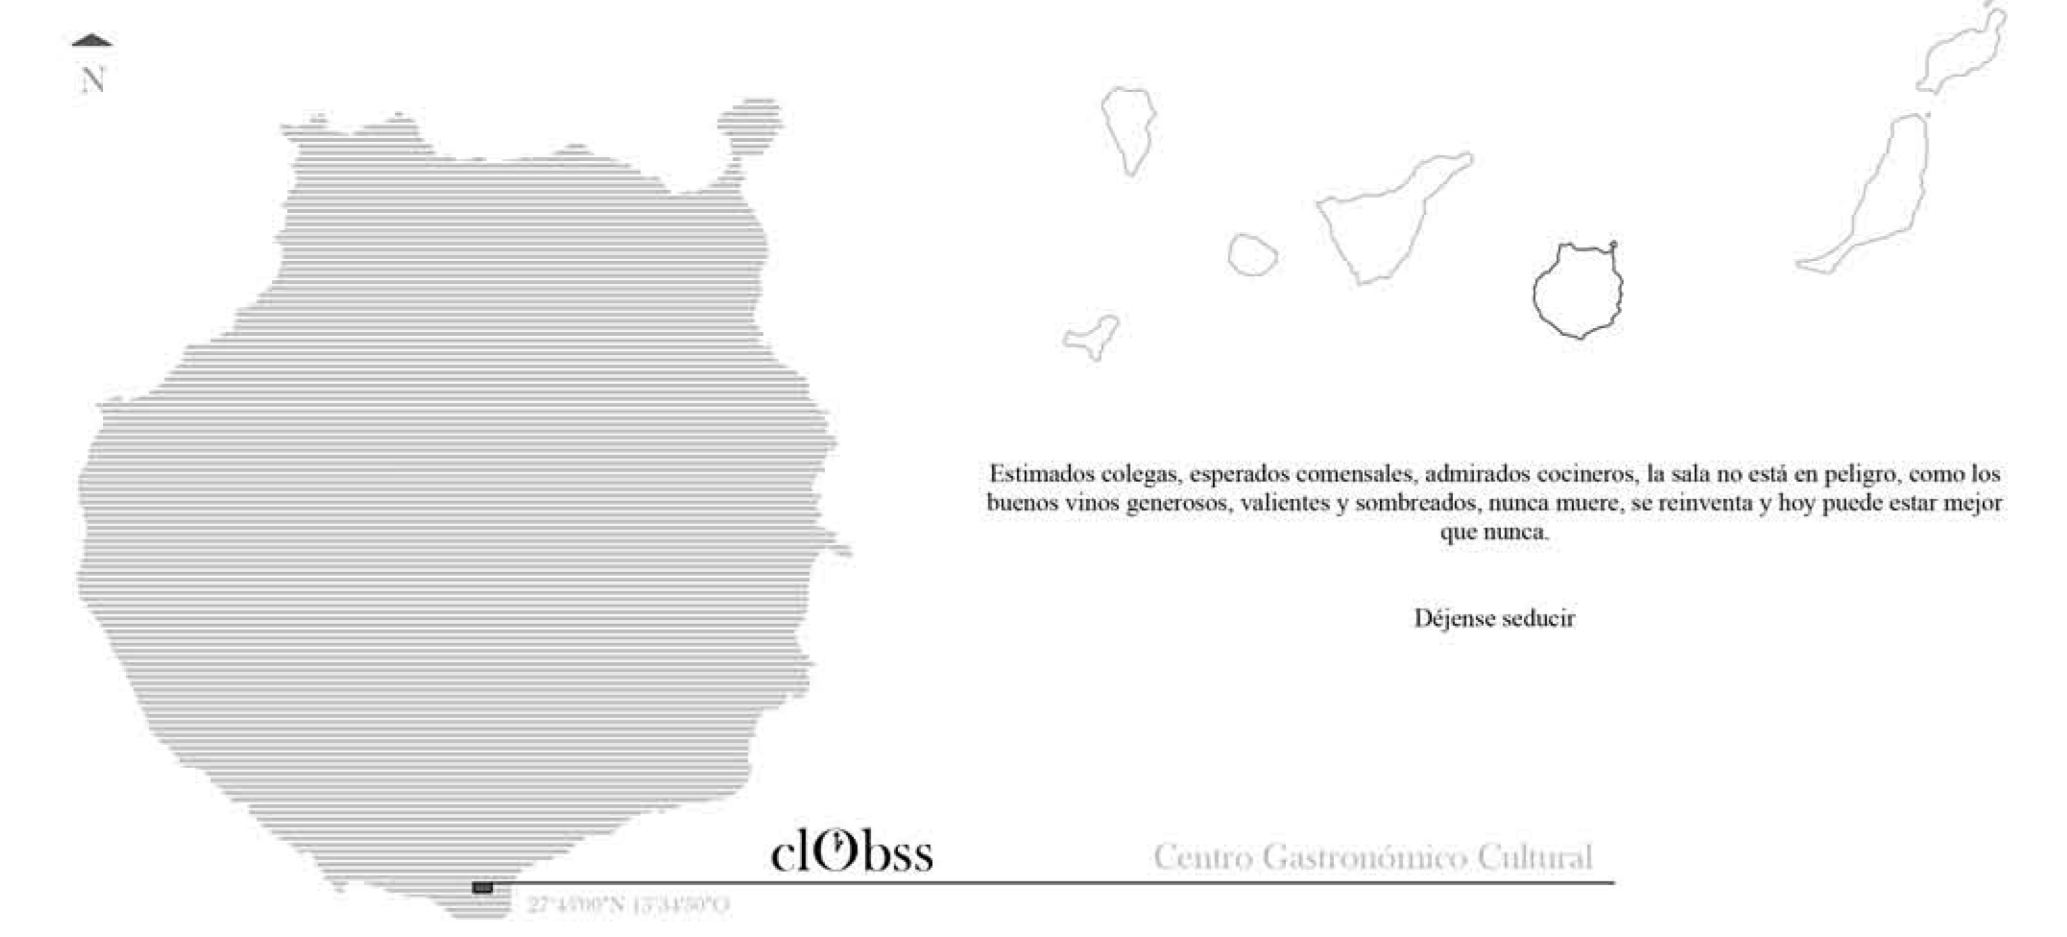 N
Estimados colegas, esperados comensales, admirados cocineros, la sala no está en peligro, como los
buenos vinos generosos, valientes y sombreados, nunca muere, se reinventa y hoy puede estar mejor
que nunca.
Déjense seducir
clObss
Centro Gastronómico Cultural